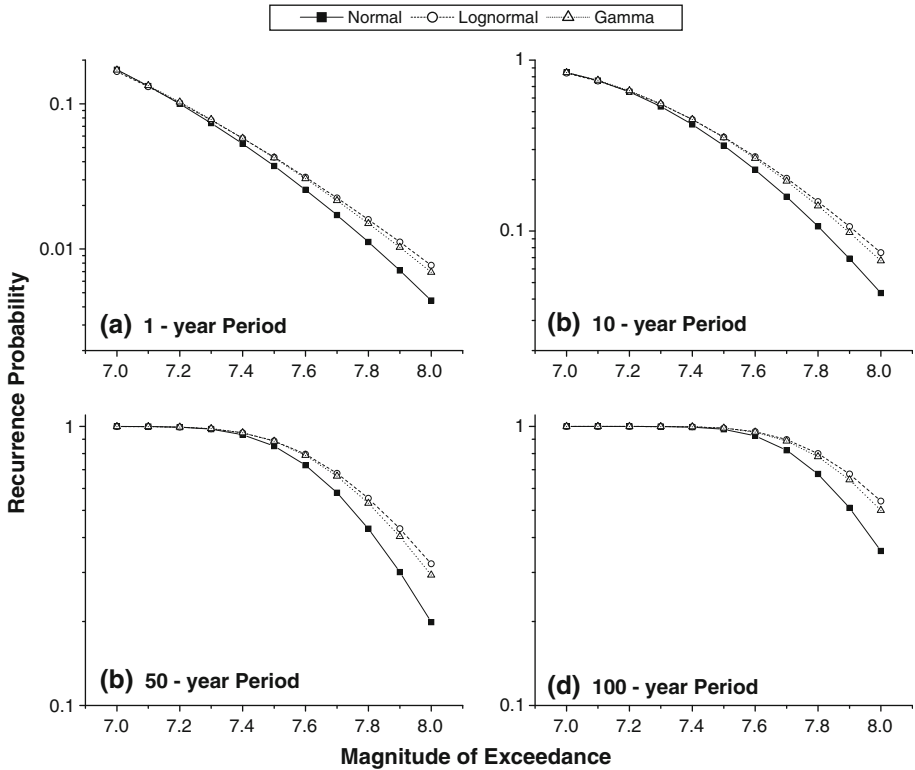 Normal Lognormal Gamma
0.1
0.01
(a) 1 - year Period
7.0 7.2 7.4 7.6 7.8 8.0
1
0.1
(b) 10 - year Period
7.0 7.2 7.4 7.6 7.8 8.0
Recurrence Probability
1
0.1
(b) 50 - year Period
7.0 7.2 7.4 7.6 7.8 8.0
1
0.1
(d) 100 - year Period
7.0 7.2 7.4 7.6 7.8 8.0
Magnitude of Exceedance